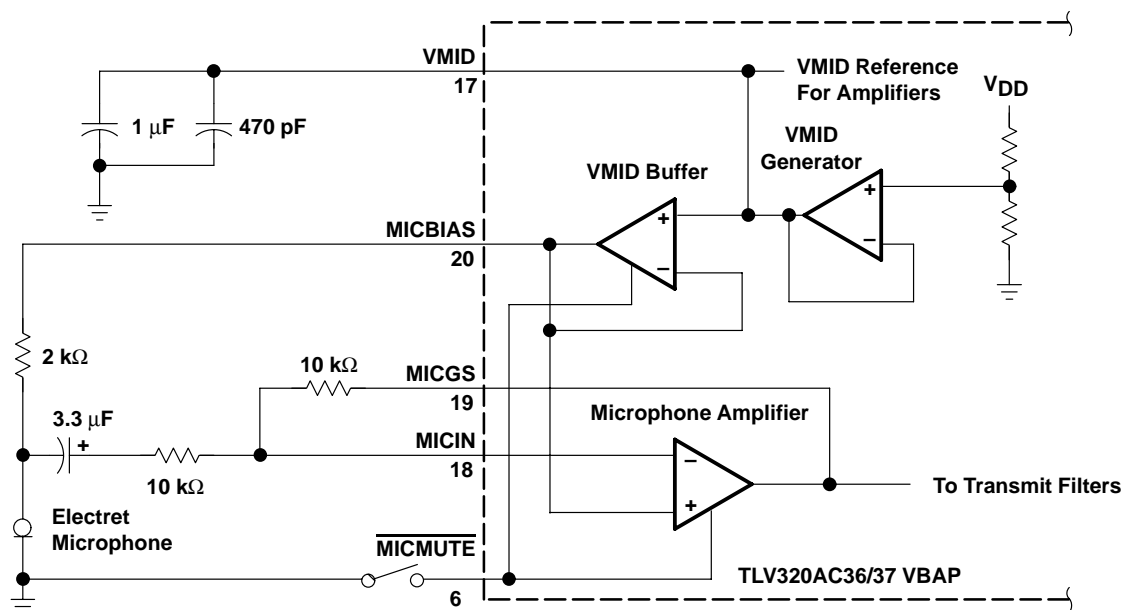 VMID
17
VMID Reference
For Amplifiers
VDD
1 μF
470 pF
VMID
Generator
VMID Buffer
+
−
+
−
MICBIAS
20
2 kΩ
10 kΩ
MICGS
19
Microphone Amplifier
3.3 μF
+
MICIN
18
10 kΩ
−
+
To Transmit Filters
Electret
Microphone
MICMUTE
6
TLV320AC36/37 VBAP